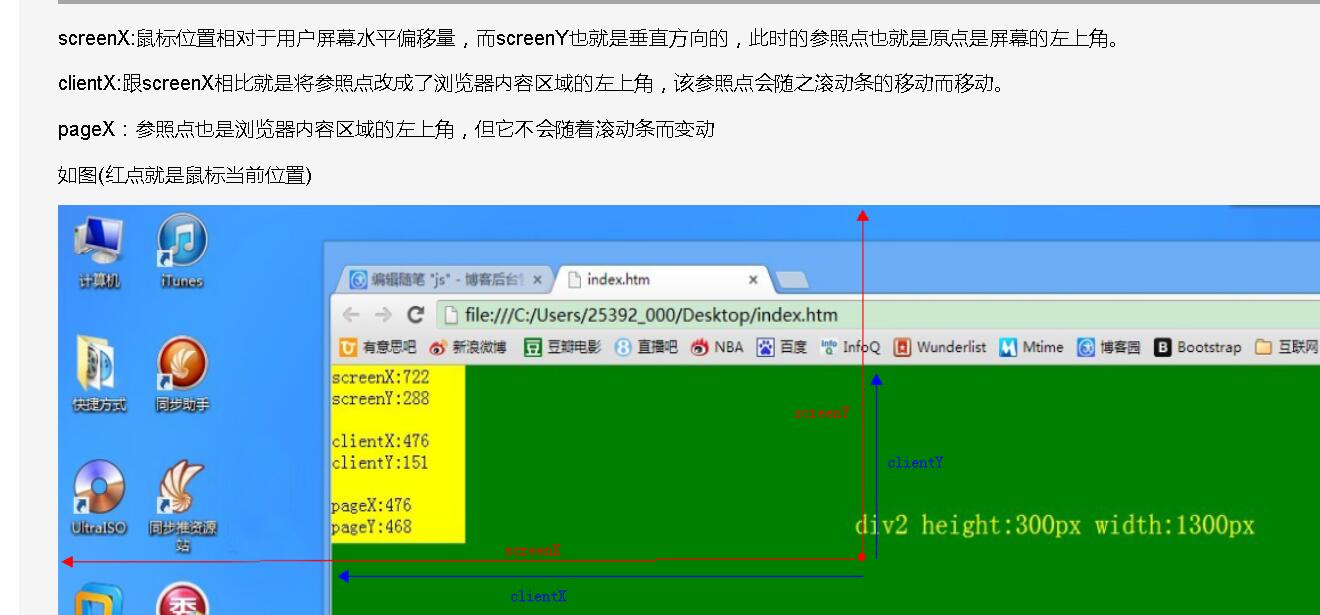 screenX:鼠标位置相对于用户屏幕水平偏移量，而screenY也就是垂直方向的，此时的参照点也就是原点是屏幕的左上角。
clientX:跟screenX相比就是将参照点改成了浏览器内容区域的左上角，该参照点会随之滚动条的移动而移动。
pageX：参照点也是浏览器内容区域的左上角，但它不会随着滚动条而变动
如图(红点就是鼠标当前位置)
计算机
iTunes
编辑随笔 "js" - 博客后台
index.htm
file:///C:/Users/25392_000/Desktop/index.htm
有意思吧 新浪微博 豆瓣电影 直播吧 NBA 百度 InfoQ Wunderlist Mtime 博客园 Bootstrap 互联网
screenX:722
screenY:288
clientX:476
clientY:151
pageX:476
pageY:468
快捷方式
同步助手
screenY
clientY
UltraISO
同步推资源站
div2 height:300px width:1300px
screenX
clientX